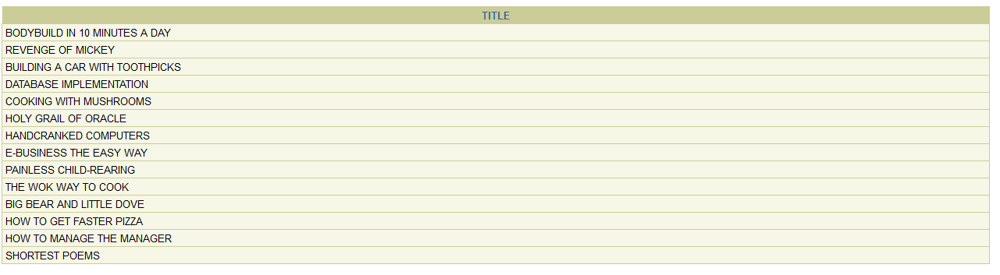 TITLE
BODYBUILD IN 10 MINUTES A DAY
REVENGE OF MICKEY
BUILDING A CAR WITH TOOTHPICKS
DATABASE IMPLEMENTATION
COOKING WITH MUSHROOMS
HOLY GRAIL OF ORACLE
HANDCRANKED COMPUTERS
E-BUSINESS THE EASY WAY
PAINLESS CHILD-REARING
THE WOK WAY TO COOK
BIG BEAR AND LITTLE DOVE
HOW TO GET FASTER PIZZA
HOW TO MANAGE THE MANAGER
SHORTEST POEMS